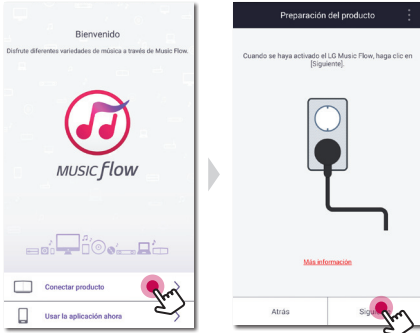 Bienvenido
Disfrute diferentes variedades de música a través de Music Flow.
MUSIC flow
Conectar producto
Usar la aplicación ahora
Preparación del producto
Cuando se haya activado el LG Music Flow, haga clic en
[Siguiente].
Más información
Atrás